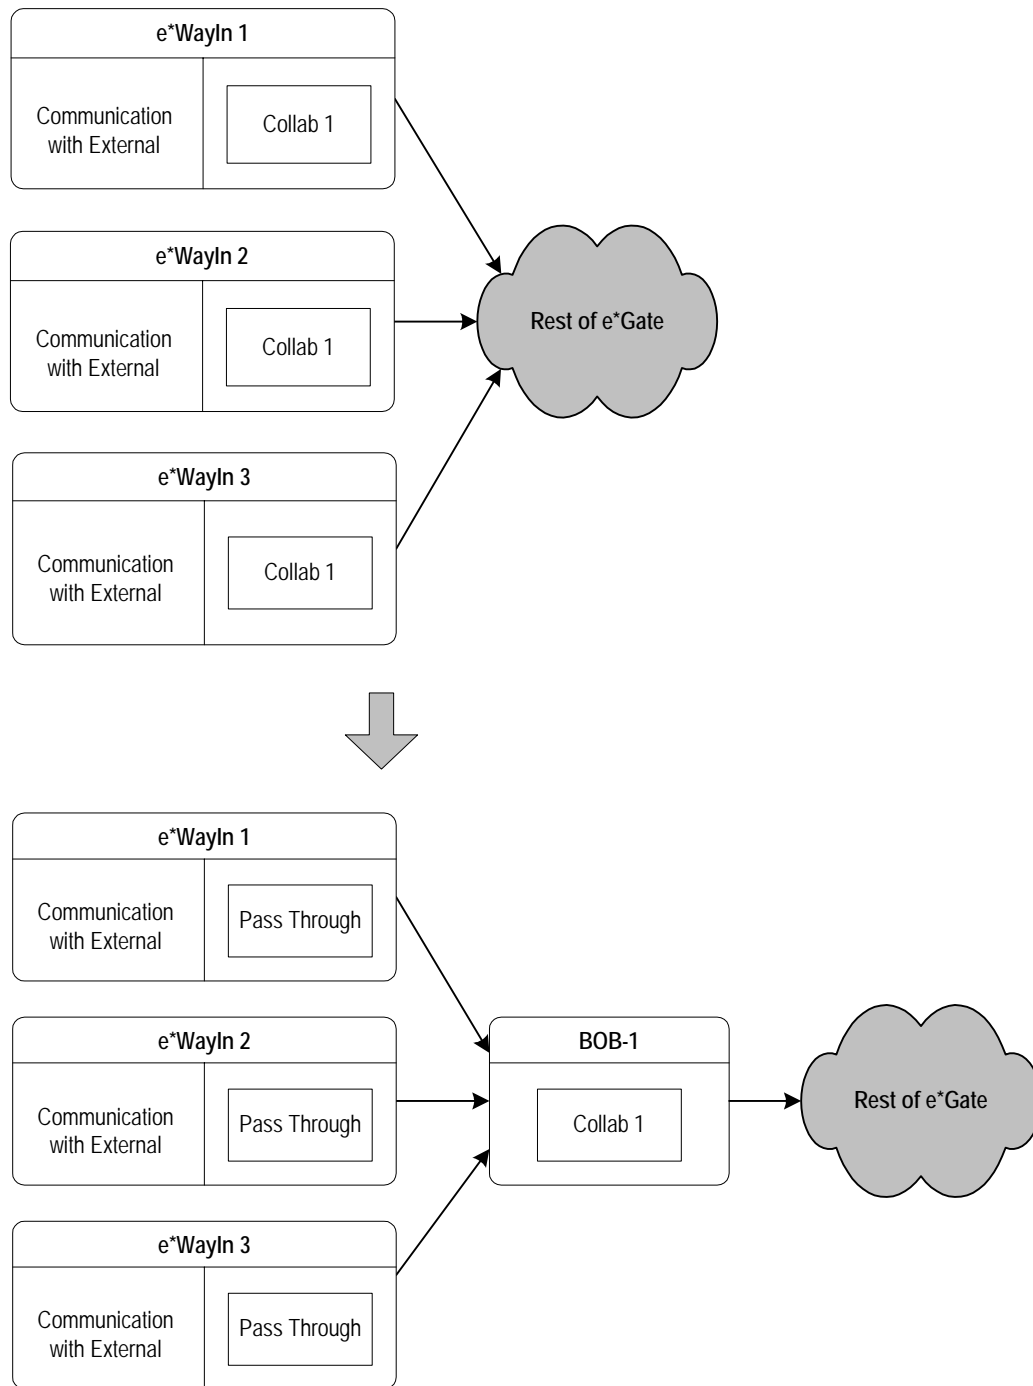 e*WayIn 1
Communication
with External
Collab 1
e*WayIn 2
Communication
with External
Collab 1
Rest of e*Gate
e*WayIn 3
Communication
with External
Collab 1
e*WayIn 1
Communication
with External
Pass Through
e*WayIn 2
Communication
with External
Pass Through
BOB-1
Collab 1
Rest of e*Gate
e*WayIn 3
Communication
with External
Pass Through